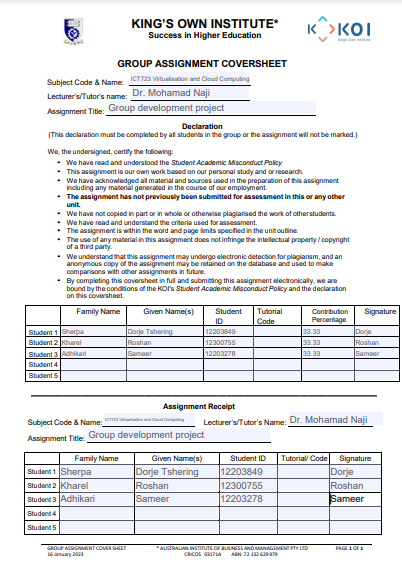 KING'S OWN INSTITUTE*
Success in Higher Education
KOI
King's Own Institute
GROUP ASSIGNMENT COVERSHEET
Subject Code & Name: ICT723 Virtualisation and Cloud Computing
Lecturer's/Tutor's name: Dr. Mohamad Naji
Assignment Title: Group development project
Declaration
(This declaration must be completed by all students in the group or the assignment will not be marked.)
We, the undersigned, certify the following:
• We have read and understood the Student Academic Misconduct Policy
• This assignment is our own work based on our personal study and/or research.
• We have acknowledged all material and sources used in the preparation of this assignment
including any material generated in the course of our employment.
• The assignment has not previously been submitted for assessment in this or any other
unit.
• We have not copied in part or in whole or otherwise plagiarised the work of other students.
• We have read and understand the criteria used for assessment.
• The assignment is within the word and page limits specified in the unit outline.
• The use of any material in this assignment does not infringe the intellectual property / copyright
of a third party.
• We understand that this assignment may undergo electronic detection for plagiarism, and an
anonymous copy of the assignment may be retained on the database and used to make
comparisons with other assignments in future.
• By completing this coversheet in full and submitting this assignment electronically, we are
bound by the conditions of the KOI's Student Academic Misconduct Policy and the declaration
on this coversheet.
Family Name Given Name(s) Student ID Tutorial Code Contribution Percentage Signature
Student 1 Sherpa Dorje Tshering 12203849 33.33 Dorje
Student 2 Kharel Roshan 12300755 33.33 Roshan
Student 3 Adhikari Sameer 12203278 33.33 Sameer
Student 4
Student 5
Assignment Receipt
Subject Code & Name: ICT723 Virtualisation and Cloud Computing Lecturer's/Tutor's Name: Dr. Mohamad Naji
Assignment Title: Group development project
Family Name Given Name(s) Student ID Tutorial/ Code Signature
Student 1 Sherpa Dorje Tshering 12203849 Dorje
Student 2 Kharel Roshan 12300755 Roshan
Student 3 Adhikari Sameer 12203278 Sameer
Student 4
Student 5
GROUP ASSIGNMENT COVER SHEET * AUSTRALIAN INSTITUTE OF BUSINESS AND MANAGEMENT PTY LTD PAGE 1 OF 1
16 January 2023 CRICOS 03171A ABN: 72 132 629 979